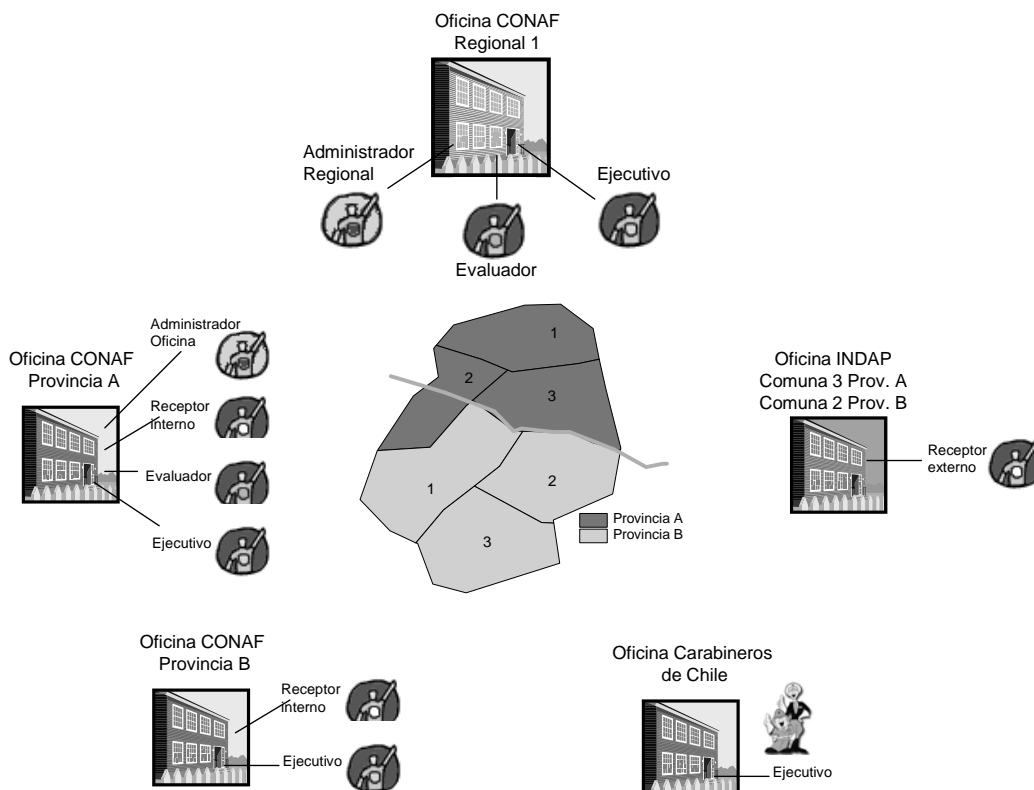 Oficina CONAF
Regional 1
Administrador
Regional
Ejecutivo
Evaluador
Administrador
Oficina
Oficina CONAF
Provincia A
Receptor
interno
Evaluador
Ejecutivo
1
2
3
1
2
3
Provincia A
Provincia B
Oficina INDAP
Comuna 3 Prov. A
Comuna 2 Prov. B
Receptor
externo
Oficina CONAF
Provincia B
Receptor
interno
Ejecutivo
Oficina Carabineros
de Chile
Ejecutivo